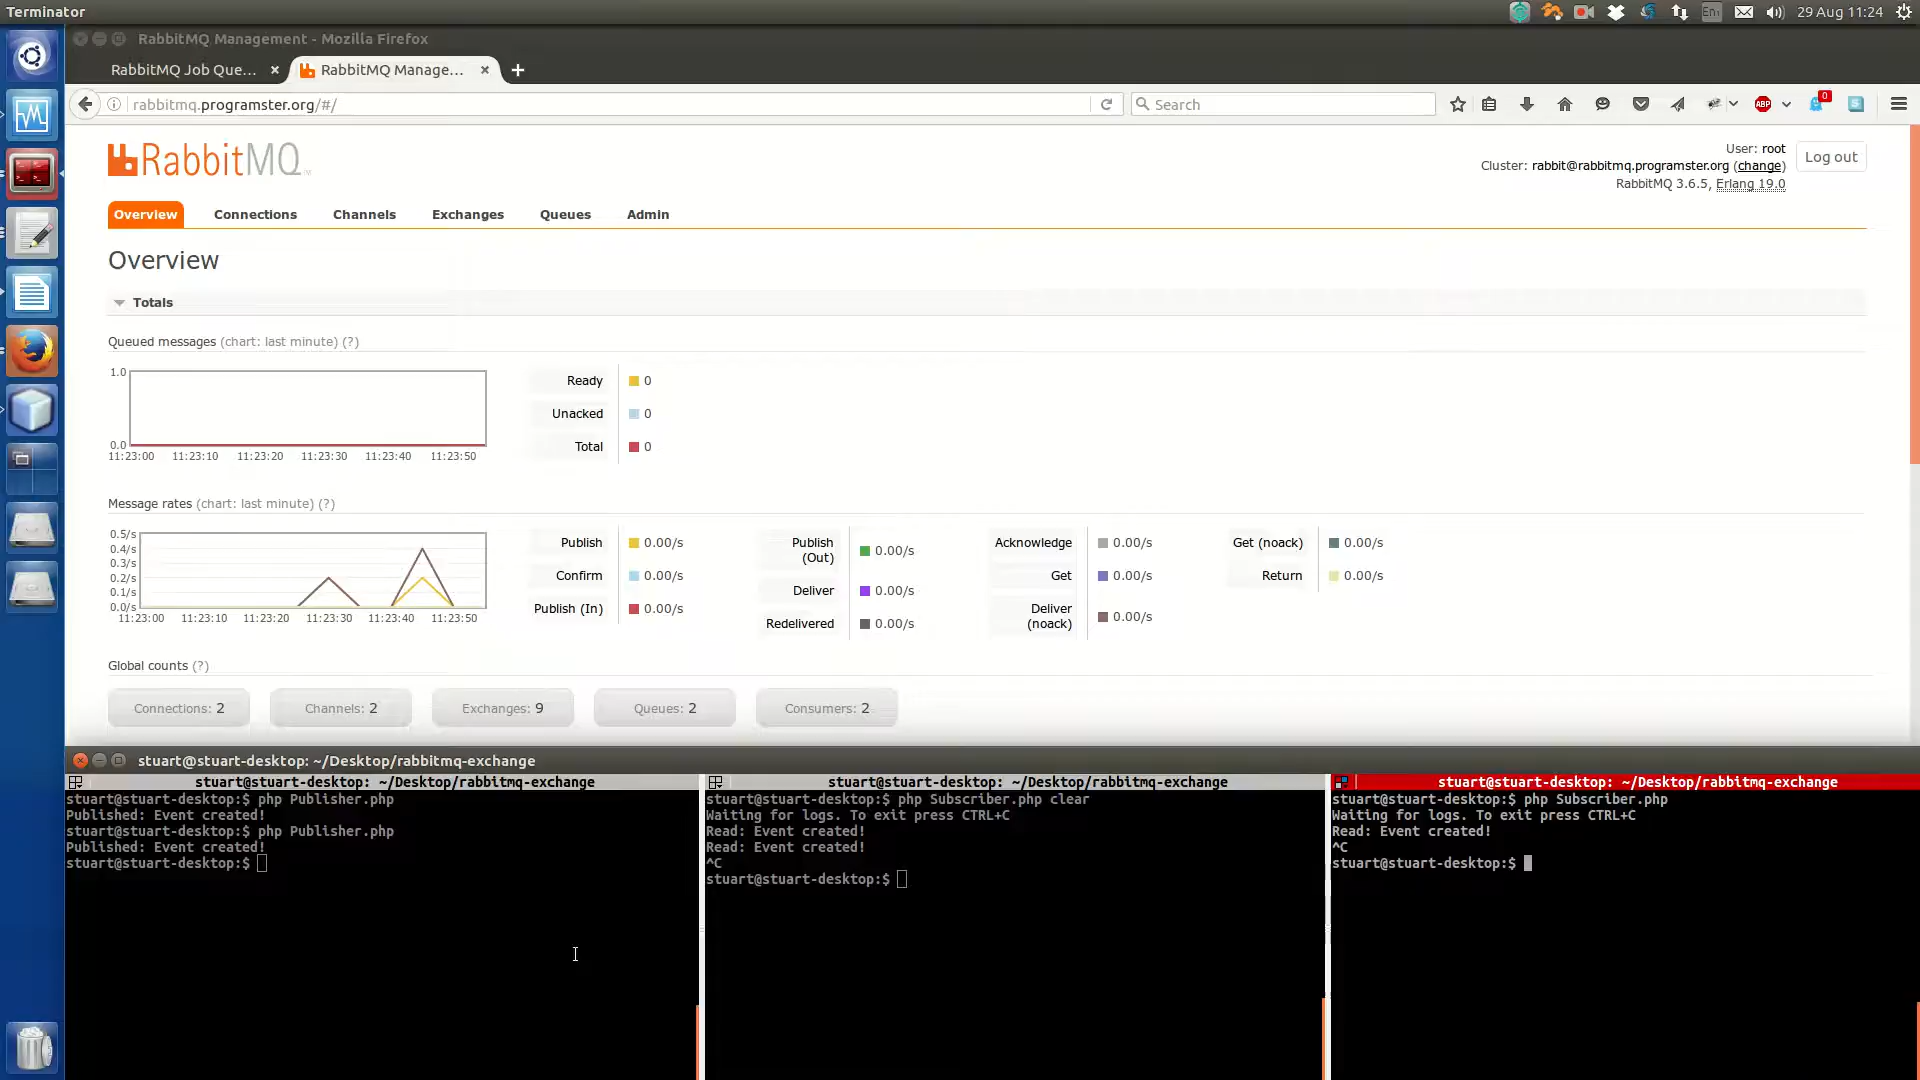 Terminator
En
29 Aug 11:24
RabbitMQ Management - Mozilla Firefox
RabbitMQ Job Que...
RabbitMQ Manage...
rabbitmq.programster.org/#/
Search
ABP
0
RabbitMQ
User: root
Cluster: rabbit@rabbitmq.programster.org (change)
RabbitMQ 3.6.5, Erlang 19.0
Log out
Overview Connections Channels Exchanges Queues Admin
Overview
Totals
Queued messages (chart: last minute) (?)
1.0
0.0
11:23:00 11:23:10 11:23:20 11:23:30 11:23:40 11:23:50
Ready 0
Unacked 0
Total 0
Message rates (chart: last minute) (?)
0.5/s
0.4/s
0.3/s
0.2/s
0.1/s
0.0/s
11:23:00 11:23:10 11:23:20 11:23:30 11:23:40 11:23:50
Publish 0.00/s
Confirm 0.00/s
Publish (In) 0.00/s
Publish (Out) 0.00/s
Deliver 0.00/s
Redelivered 0.00/s
Acknowledge 0.00/s
Get 0.00/s
Deliver (noack) 0.00/s
Get (noack) 0.00/s
Return 0.00/s
Global counts (?)
Connections: 2
Channels: 2
Exchanges: 9
Queues: 2
Consumers: 2
stuart@stuart-desktop: ~/Desktop/rabbitmq-exchange
stuart@stuart-desktop: ~/Desktop/rabbitmq-exchange
stuart@stuart-desktop:$ php Publisher.php
Published: Event created!
stuart@stuart-desktop:$ php Publisher.php
Published: Event created!
stuart@stuart-desktop:$
stuart@stuart-desktop: ~/Desktop/rabbitmq-exchange
stuart@stuart-desktop:$ php Subscriber.php clear
Waiting for logs. To exit press CTRL+C
Read: Event created!
Read: Event created!
^C
stuart@stuart-desktop:$
stuart@stuart-desktop: ~/Desktop/rabbitmq-exchange
stuart@stuart-desktop:$ php Subscriber.php
Waiting for logs. To exit press CTRL+C
Read: Event created!
^C
stuart@stuart-desktop:$